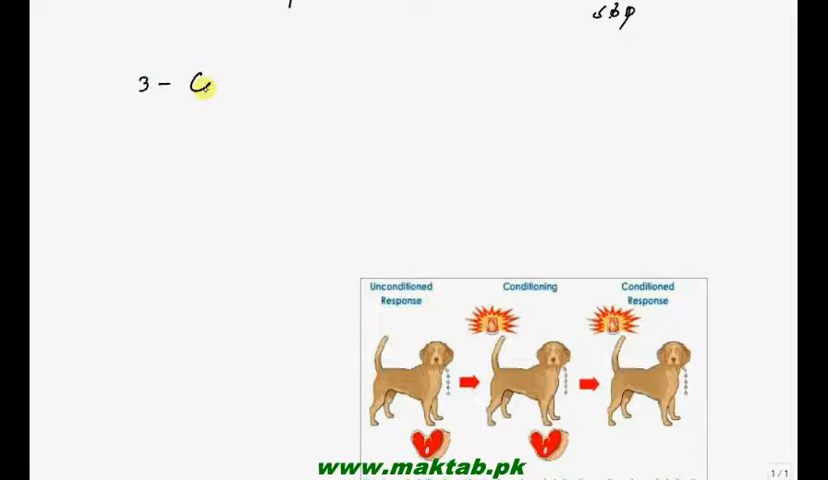 3 - C
Unconditioned Response
Conditioning
Conditioned Response
www.maktab.pk
1/1